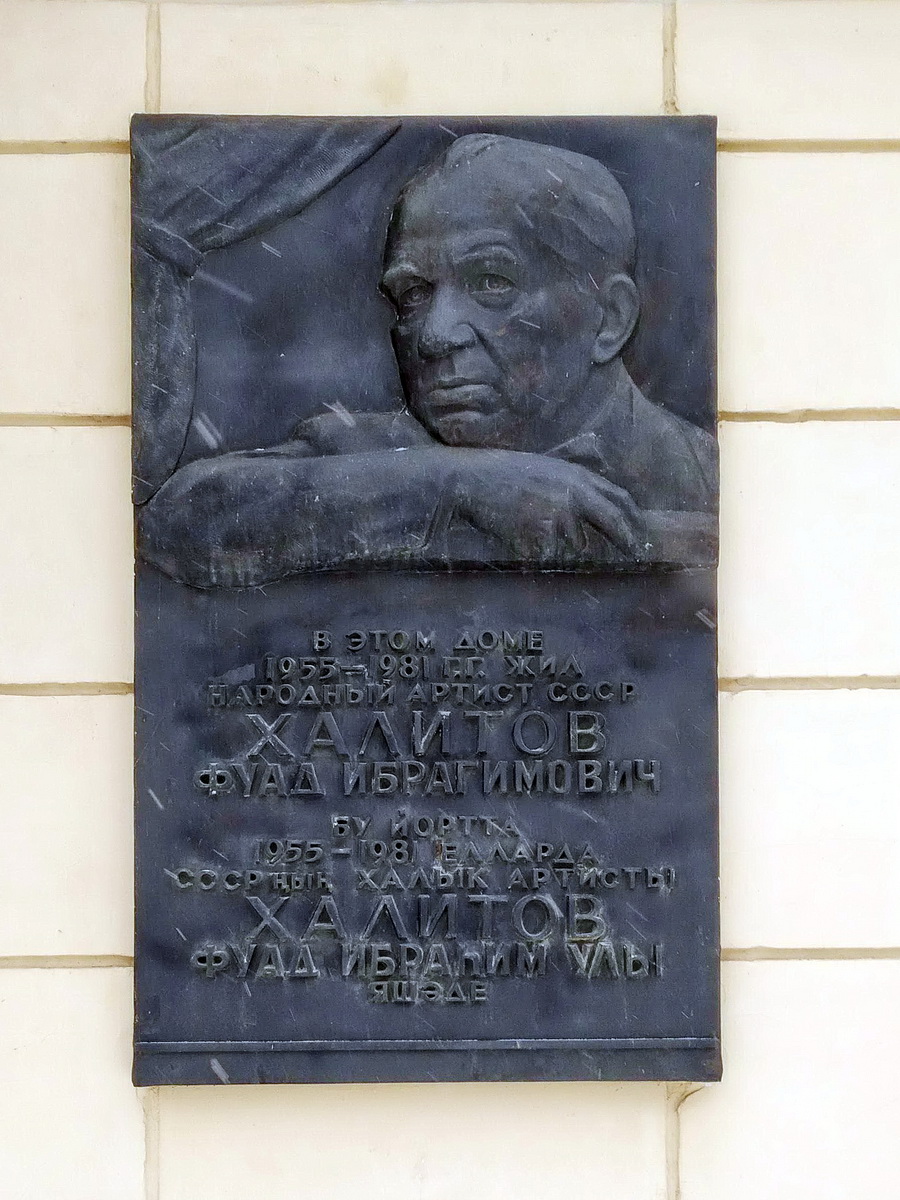 В ЭТОМ ДОМЕ
1955–1981 Г.Г. ЖИЛ
НАРОДНЫЙ АРТИСТ СССР
ХАЛИТОВ
ФУАД ИБРАГИМОВИЧ
БУ ЙОРТТА
1955–1981 ЕЛЛАРДА
СССРНЫҢ ХАЛЫК АРТИСТЫ
ХАЛИТОВ
ФУАД ИБРАҺИМ УЛЫ
ЯШӘДЕ